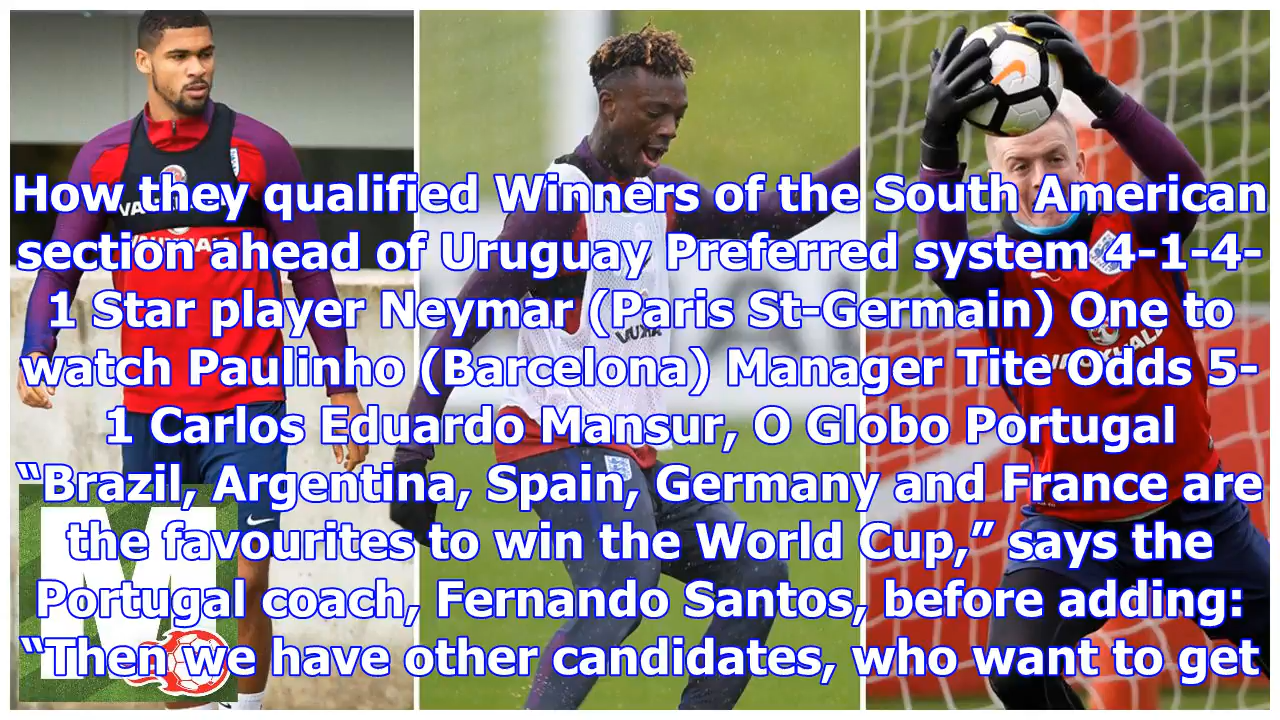 How they qualified Winners of the South American
section ahead of Uruguay Preferred system 4-1-4-
1 Star player Neymar (Paris St-Germain) One to
watch Paulinho (Barcelona) Manager Tite Odds 5-
1 Carlos Eduardo Mansur, O Globo Portugal
“Brazil, Argentina, Spain, Germany and France are
the favourites to win the World Cup,” says the
Portugal coach, Fernando Santos, before adding:
“Then we have other candidates, who want to get
VAUXHALL
M